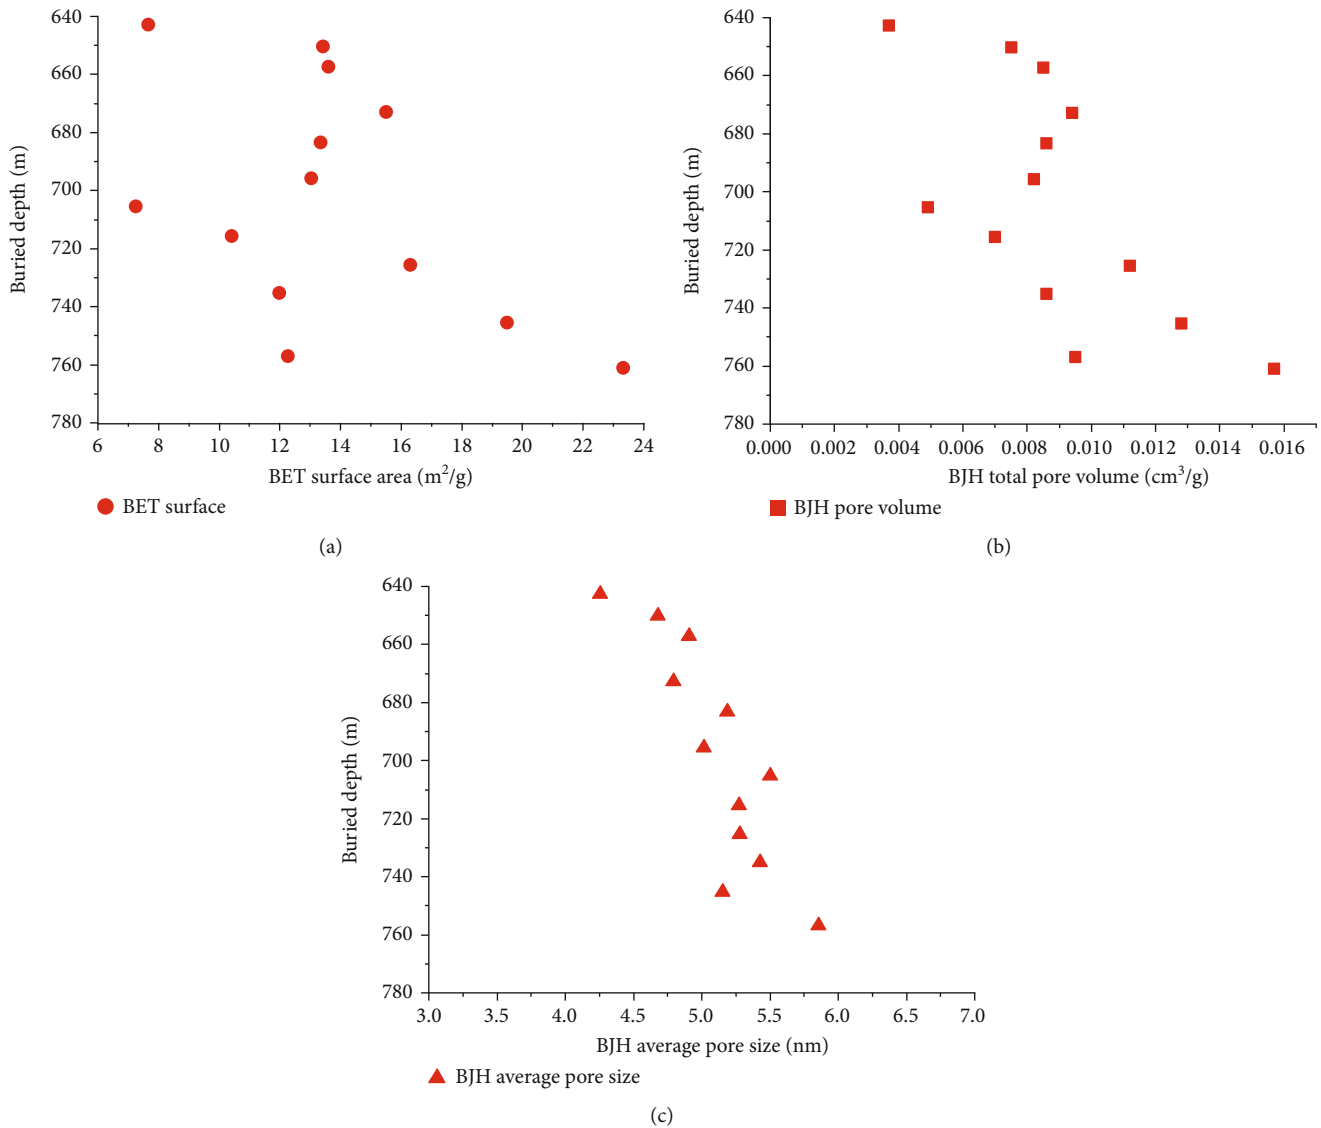 640
660
680
700
720
740
760
780
Buried depth (m)
6 8 10 12 14 16 18 20 22 24
BET surface area (m²/g)
BET surface
(a)
640
660
680
700
720
740
760
780
Buried depth (m)
0.000 0.002 0.004 0.006 0.008 0.010 0.012 0.014 0.016
BJH total pore volume (cm³/g)
BJH pore volume
(b)
640
660
680
700
720
740
760
780
Buried depth (m)
3.0 3.5 4.0 4.5 5.0 5.5 6.0 6.5 7.0
BJH average pore size (nm)
BJH average pore size
(c)